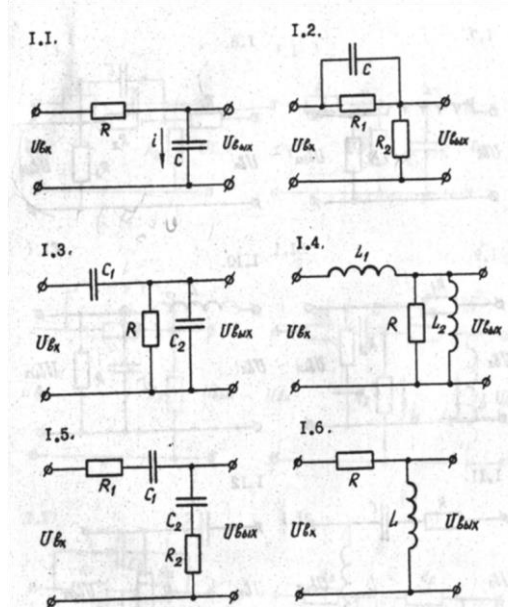 I.I.
R
i
C
Uвх
Uвых
I.2.
C
R₁
R₂
Uвх
Uвых
I.3.
C₁
R
C₂
Uвх
Uвых
I.4.
L₁
R
L₂
Uвх
Uвых
I.5.
R₁
C₁
C₂
R₂
Uвх
Uвых
I.6.
R
L
Uвх
Uвых